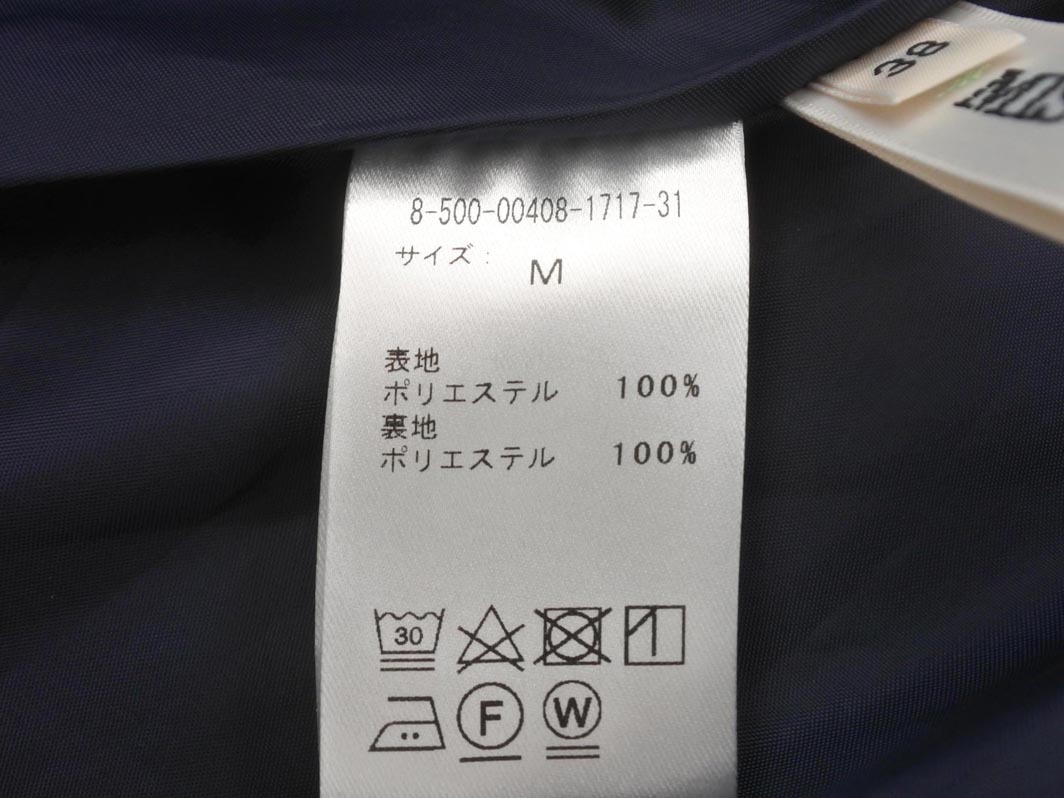 38
8-500-00408-1717-31
サイズ: M
表地
ポリエステル 100%
裏地
ポリエステル 100%
30
F
W